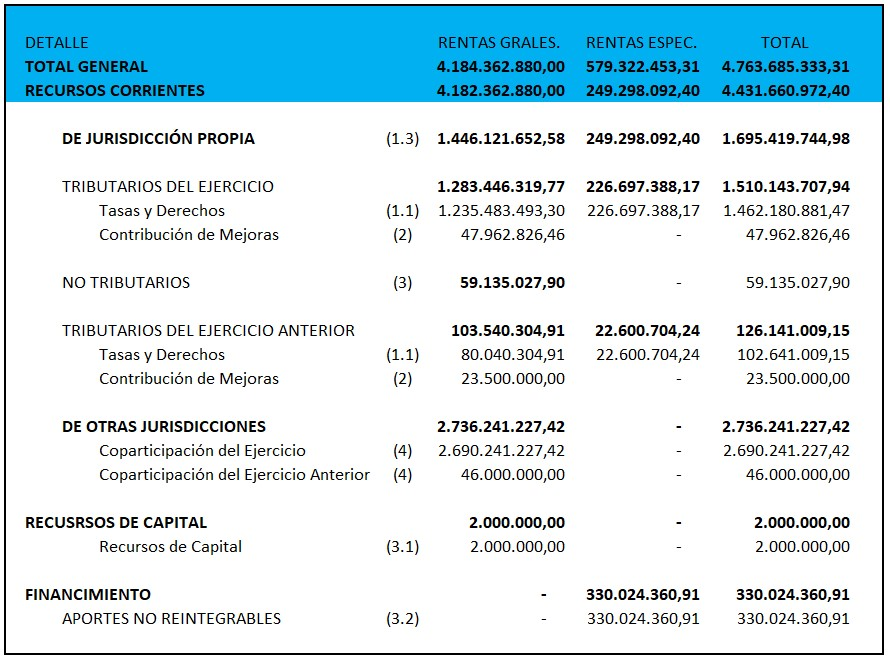 DETALLE RENTAS GRALES. RENTAS ESPEC. TOTAL
TOTAL GENERAL 4.184.362.880,00 579.322.453,31 4.763.685.333,31
RECURSOS CORRIENTES 4.182.362.880,00 249.298.092,40 4.431.660.972,40
DE JURISDICCIÓN PROPIA (1.3) 1.446.121.652,58 249.298.092,40 1.695.419.744,98
TRIBUTARIOS DEL EJERCICIO 1.283.446.319,77 226.697.388,17 1.510.143.707,94
Tasas y Derechos (1.1) 1.235.483.493,30 226.697.388,17 1.462.180.881,47
Contribución de Mejoras (2) 47.962.826,46 - 47.962.826,46
NO TRIBUTARIOS (3) 59.135.027,90 - 59.135.027,90
TRIBUTARIOS DEL EJERCICIO ANTERIOR 103.540.304,91 22.600.704,24 126.141.009,15
Tasas y Derechos (1.1) 80.040.304,91 22.600.704,24 102.641.009,15
Contribución de Mejoras (2) 23.500.000,00 - 23.500.000,00
DE OTRAS JURISDICCIONES 2.736.241.227,42 - 2.736.241.227,42
Coparticipación del Ejercicio (4) 2.690.241.227,42 - 2.690.241.227,42
Coparticipación del Ejercicio Anterior (4) 46.000.000,00 - 46.000.000,00
RECUSRSOS DE CAPITAL 2.000.000,00 - 2.000.000,00
Recursos de Capital (3.1) 2.000.000,00 - 2.000.000,00
FINANCIMIENTO - 330.024.360,91 330.024.360,91
APORTES NO REINTEGRABLES (3.2) - 330.024.360,91 330.024.360,91